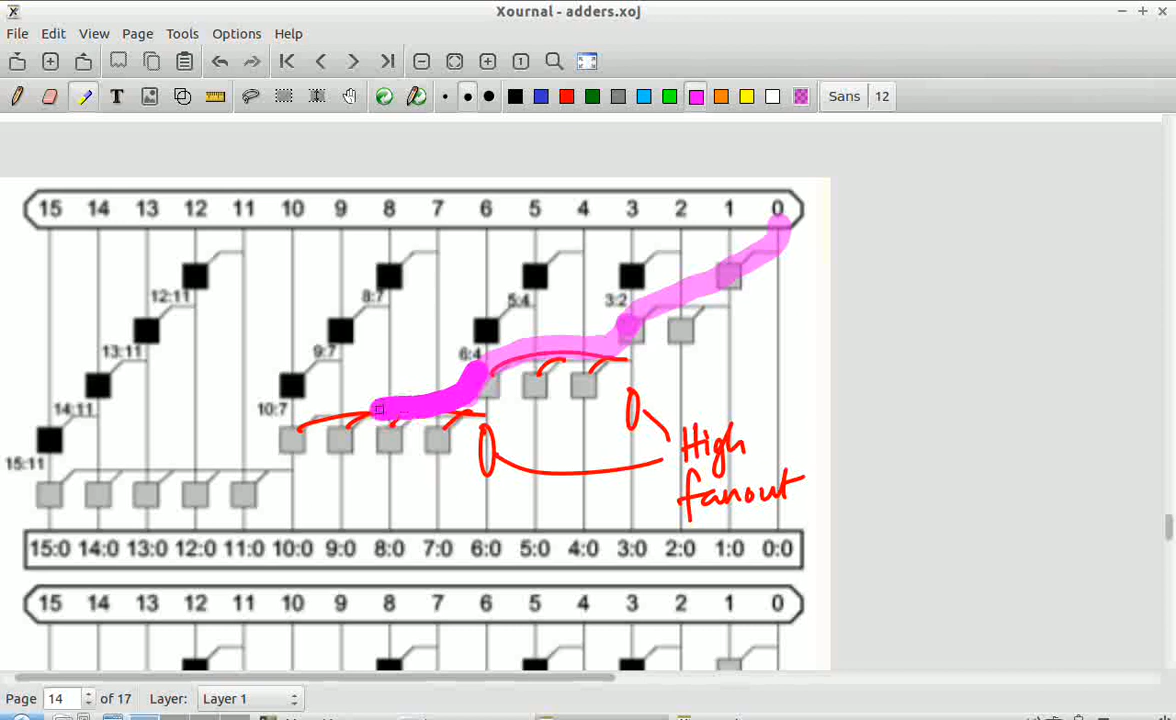 Xournal - adders.xoj
File Edit View Page Tools Options Help
Sans 12
15 14 13 12 11 10 9 8 7 6 5 4 3 2 1 0
12:11 8:7 5:4 3:2
13:11 9:7 6:4
14:11 10:7
15:11
High
fanout
15:0 14:0 13:0 12:0 11:0 10:0 9:0 8:0 7:0 6:0 5:0 4:0 3:0 2:0 1:0 0:0
15 14 13 12 11 10 9 8 7 6 5 4 3 2 1 0
Page 14 of 17 Layer: Layer 1